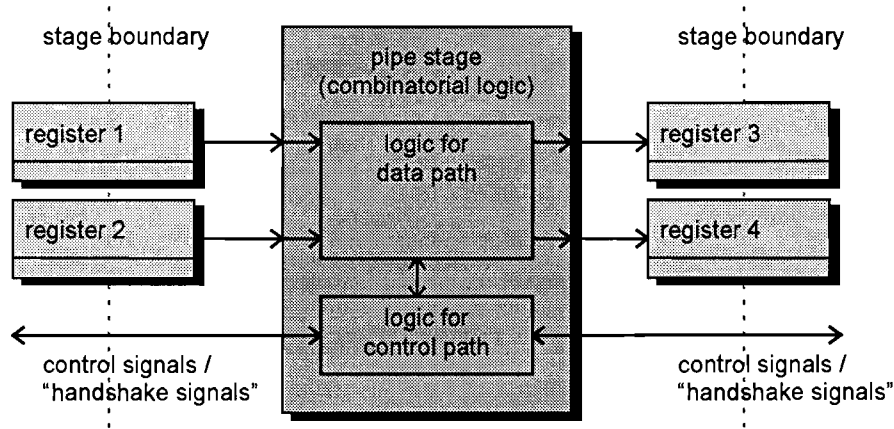 stage boundary
stage boundary
pipe stage
(combinatorial logic)
register 1
logic for
data path
register 3
register 2
register 4
logic for
control path
control signals /
"handshake signals"
control signals /
"handshake signals"